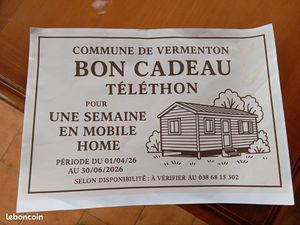 COMMUNE DE VERMENTON
BON CADEAU
TÉLÉTHON
POUR
UNE SEMAINE
EN MOBILE
HOME
PÉRIODE DU 01/04/26
AU 30/06/2026
SELON DISPONIBILITÉ : À VÉRIFIER AU 038 68 15 302
leboncoin